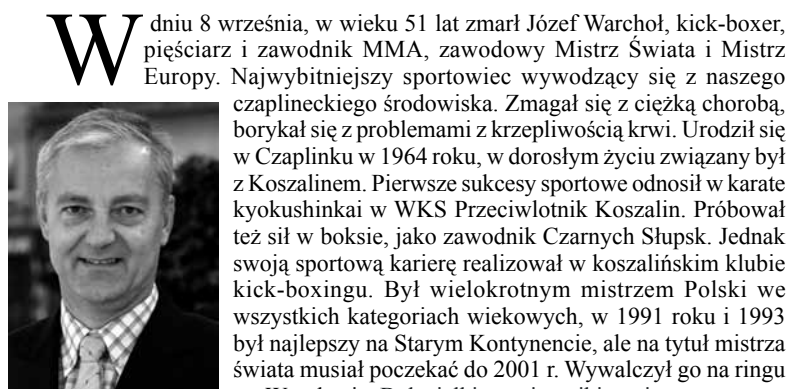 W dniu 8 września, w wieku 51 lat zmarł Józef Warchoł, kick-boxer,
pięściarz i zawodnik MMA, zawodowy Mistrz Świata i Mistrz
Europy. Najwybitniejszy sportowiec wywodzący się z naszego
czaplineckiego środowiska. Zmagał się z ciężką chorobą,
borykał się z problemami z krzepliwością krwi. Urodził się
w Czaplinku w 1964 roku, w dorosłym życiu związany był
z Koszalinem. Pierwsze sukcesy sportowe odnosił w karate
kyokushinkai w WKS Przeciwlotnik Koszalin. Próbował
też sił w boksie, jako zawodnik Czarnych Słupsk. Jednak
swoją sportową karierę realizował w koszalińskim klubie
kick-boxingu. Był wielokrotnym mistrzem Polski we
wszystkich kategoriach wiekowych, w 1991 roku i 1993
był najlepszy na Starym Kontynencie, ale na tytuł mistrza
świata musiał poczekać do 2001 r. Wywalczył go na ringu